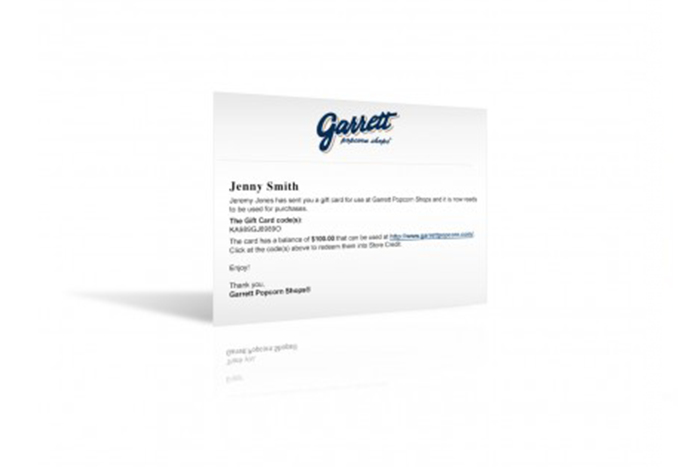 Garrett
popcorn shops
Jenny Smith
Jeremy Jones has sent you a gift card for use at Garrett Popcorn Shops and it is now ready
to be used for purchases.
The Gift Card code(s):
The card has a balance of $100.00 that can be used at http://www.garrettpopcorn.com/
Click at the code(s) above to redeem them into Store Credit.
Enjoy!
Thank you,
Garrett Popcorn Shops®